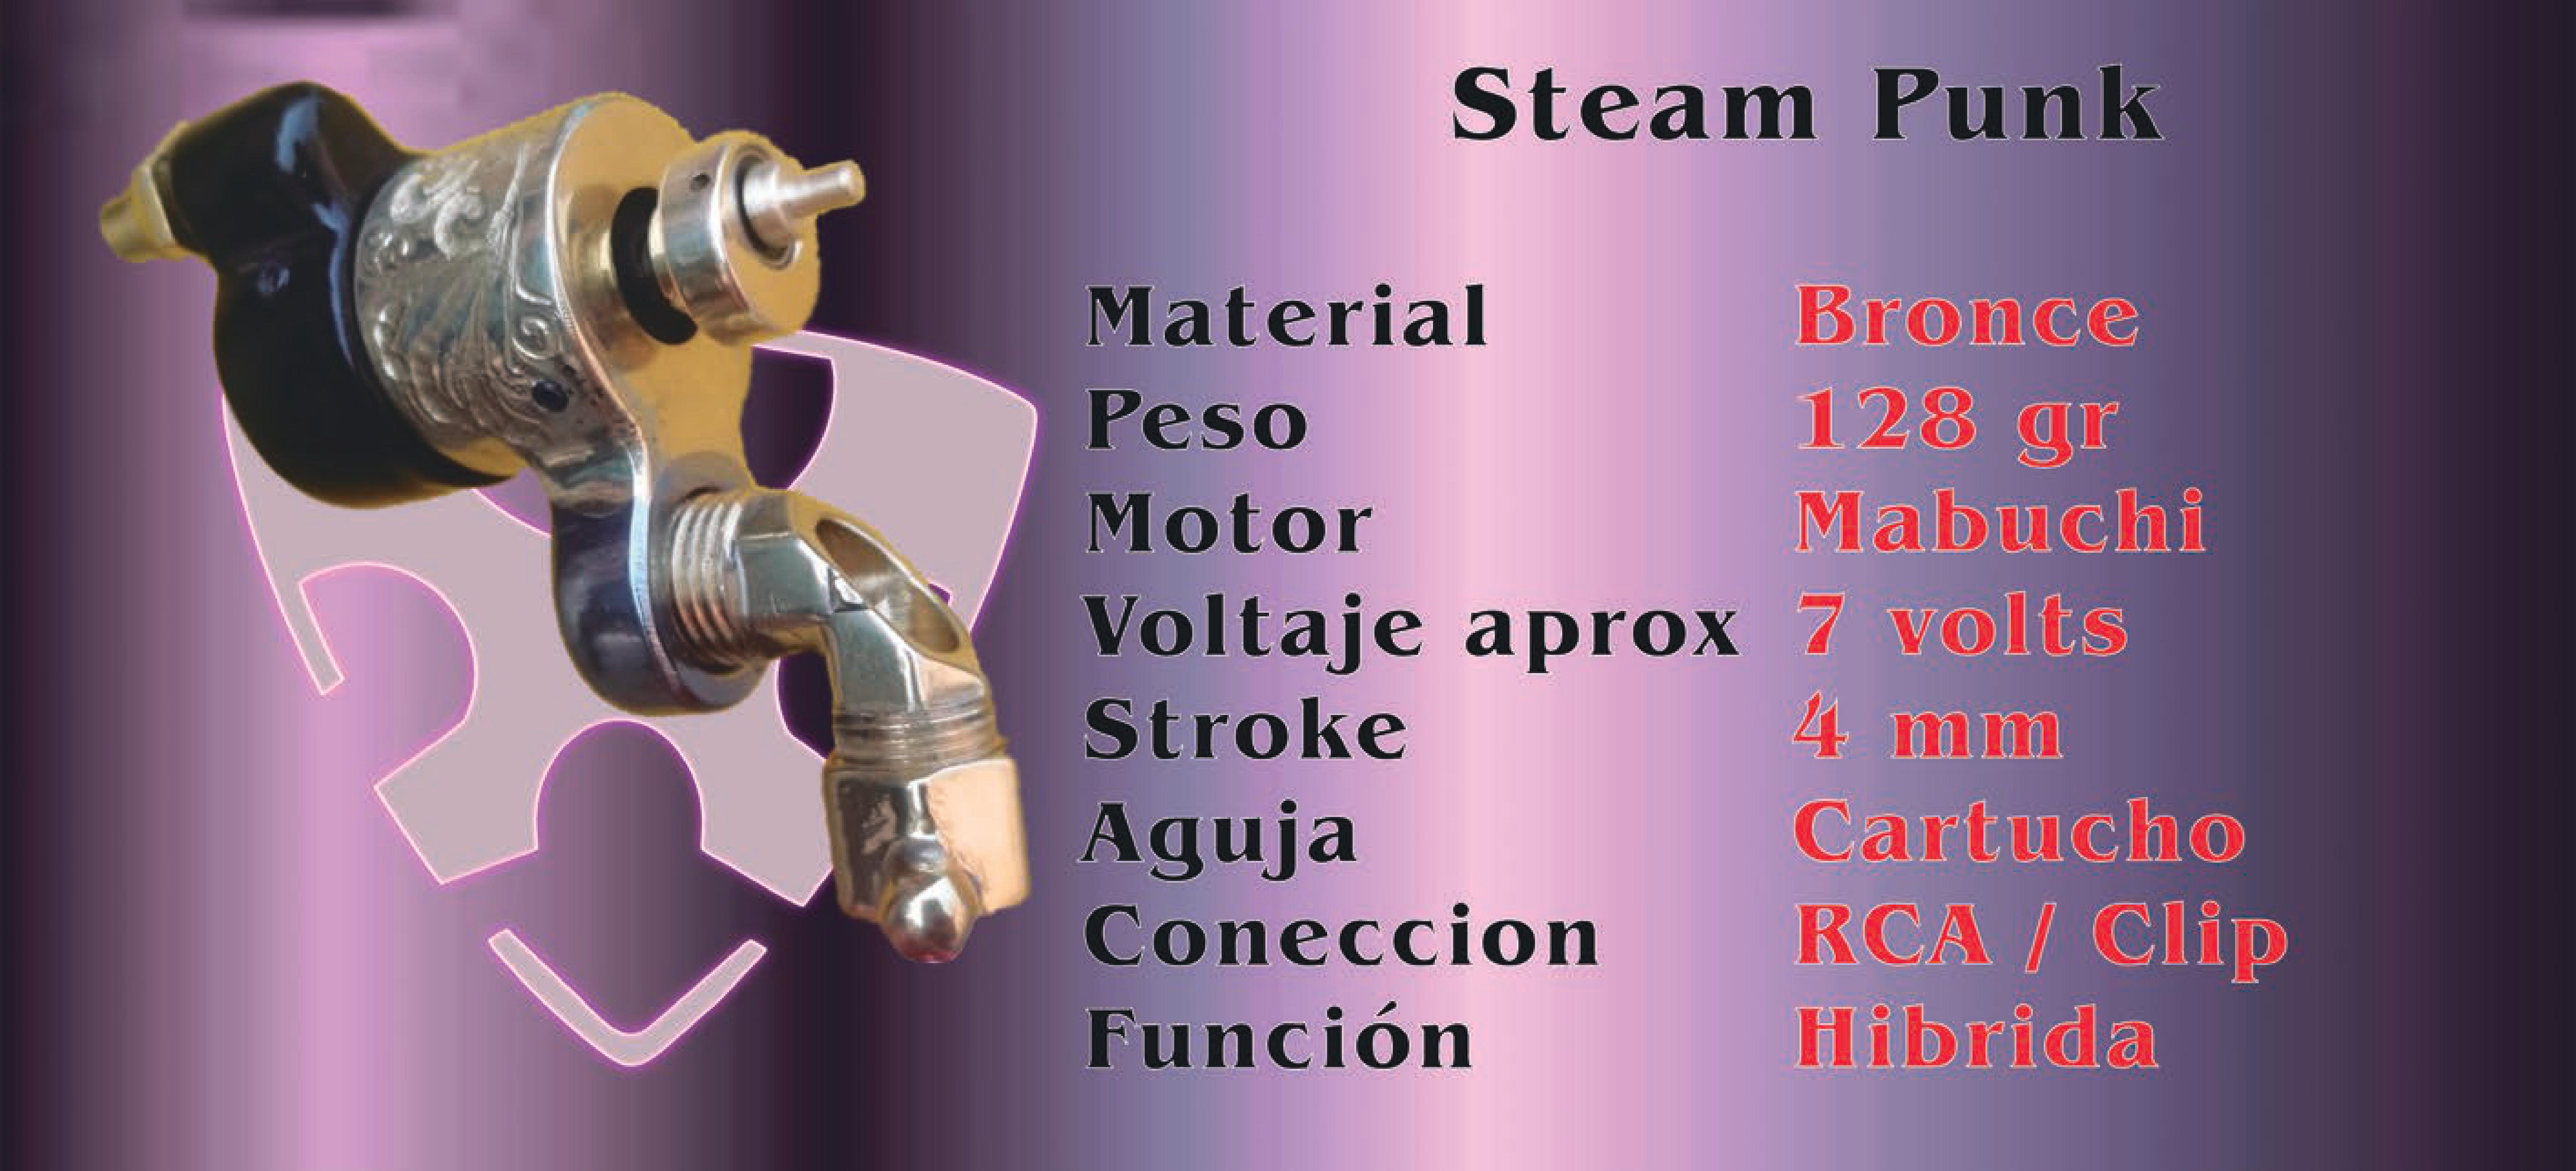 Steam Punk
Material Bronce
Peso 128 gr
Motor Mabuchi
Voltaje aprox 7 volts
Stroke 4 mm
Aguja Cartucho
Coneccion RCA / Clip
Función Hibrida